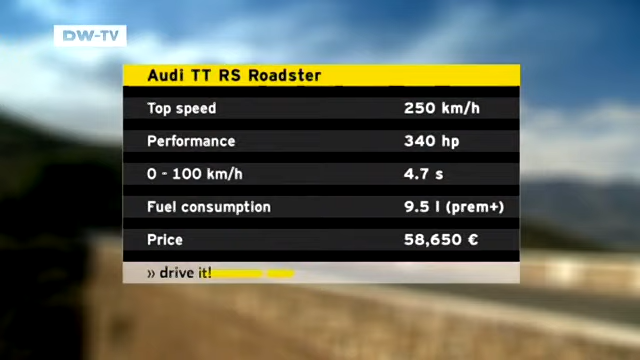 DW-TV
Audi TT RS Roadster
Top speed 250 km/h
Performance 340 hp
0 - 100 km/h 4.7 s
Fuel consumption 9.5 l (prem+)
Price 58,650 €
» drive it!